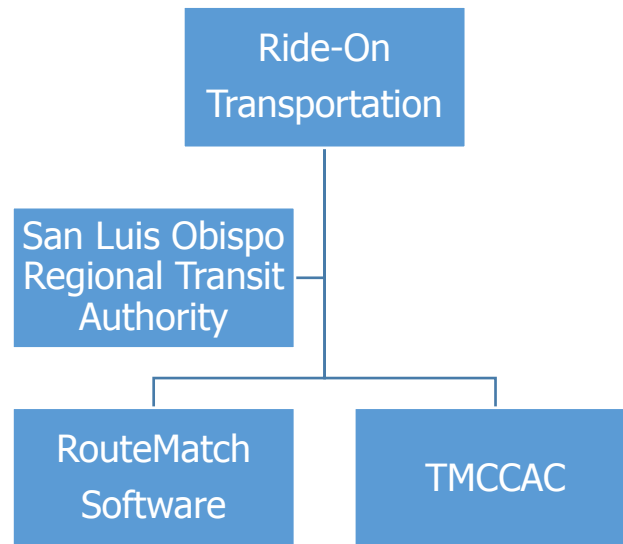 Ride-On
Transportation
San Luis Obispo
Regional Transit
Authority
RouteMatch
Software
TMCCAC